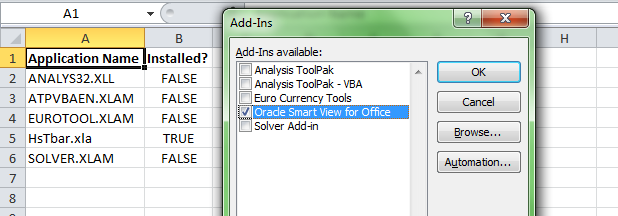 A1
fx
A
B
H
1 Application Name Installed?
2 ANALYS32.XLL FALSE
3 ATPVBAEN.XLAM FALSE
4 EUROTOOL.XLAM FALSE
5 HsTbar.xla TRUE
6 SOLVER.XLAM FALSE
7
8
Add-Ins
Add-Ins available:
Analysis ToolPak
Analysis ToolPak - VBA
Euro Currency Tools
Oracle Smart View for Office
Solver Add-in
OK
Cancel
Browse...
Automation...